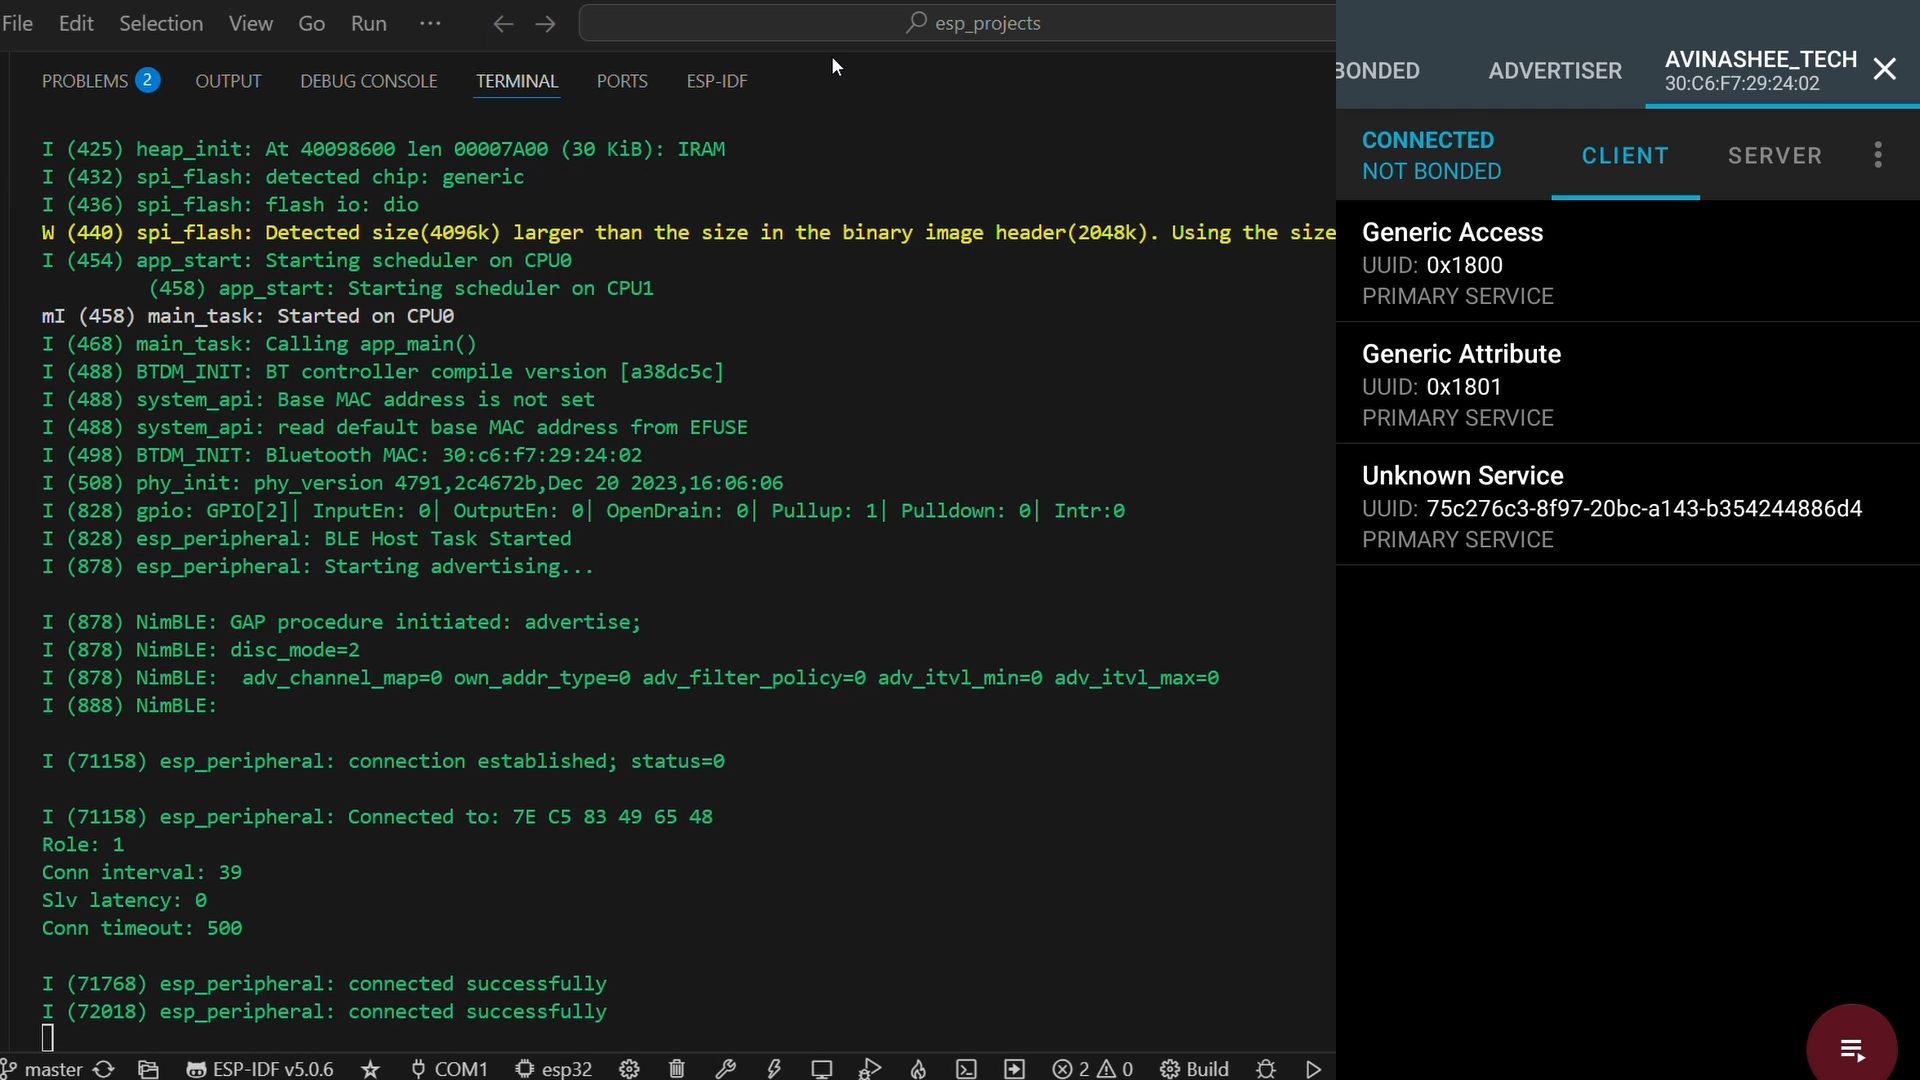 File Edit Selection View Go Run ··· esp_projects
PROBLEMS 2 OUTPUT DEBUG CONSOLE TERMINAL PORTS ESP-IDF
I (425) heap_init: At 40098600 len 00007A00 (30 KiB): IRAM
I (432) spi_flash: detected chip: generic
I (436) spi_flash: flash io: dio
W (440) spi_flash: Detected size(4096k) larger than the size in the binary image header(2048k). Using the size
I (454) app_start: Starting scheduler on CPU0
(458) app_start: Starting scheduler on CPU1
mI (458) main_task: Started on CPU0
I (468) main_task: Calling app_main()
I (488) BTDM_INIT: BT controller compile version [a38dc5c]
I (488) system_api: Base MAC address is not set
I (488) system_api: read default base MAC address from EFUSE
I (498) BTDM_INIT: Bluetooth MAC: 30:c6:f7:29:24:02
I (508) phy_init: phy_version 4791,2c4672b,Dec 20 2023,16:06:06
I (828) gpio: GPIO[2]| InputEn: 0| OutputEn: 0| OpenDrain: 0| Pullup: 1| Pulldown: 0| Intr:0
I (828) esp_peripheral: BLE Host Task Started
I (878) esp_peripheral: Starting advertising...
I (878) NimBLE: GAP procedure initiated: advertise;
I (878) NimBLE: disc_mode=2
I (878) NimBLE:  adv_channel_map=0 own_addr_type=0 adv_filter_policy=0 adv_itvl_min=0 adv_itvl_max=0
I (888) NimBLE:
I (71158) esp_peripheral: connection established; status=0
I (71158) esp_peripheral: Connected to: 7E C5 83 49 65 48
Role: 1
Conn interval: 39
Slv latency: 0
Conn timeout: 500
I (71768) esp_peripheral: connected successfully
I (72018) esp_peripheral: connected successfully
master ESP-IDF v5.0.6 COM1 esp32 2 0 Build
BONDED ADVERTISER AVINASHEE_TECH
30:C6:F7:29:24:02
CONNECTED
NOT BONDED
CLIENT SERVER
Generic Access
UUID: 0x1800
PRIMARY SERVICE
Generic Attribute
UUID: 0x1801
PRIMARY SERVICE
Unknown Service
UUID: 75c276c3-8f97-20bc-a143-b354244886d4
PRIMARY SERVICE